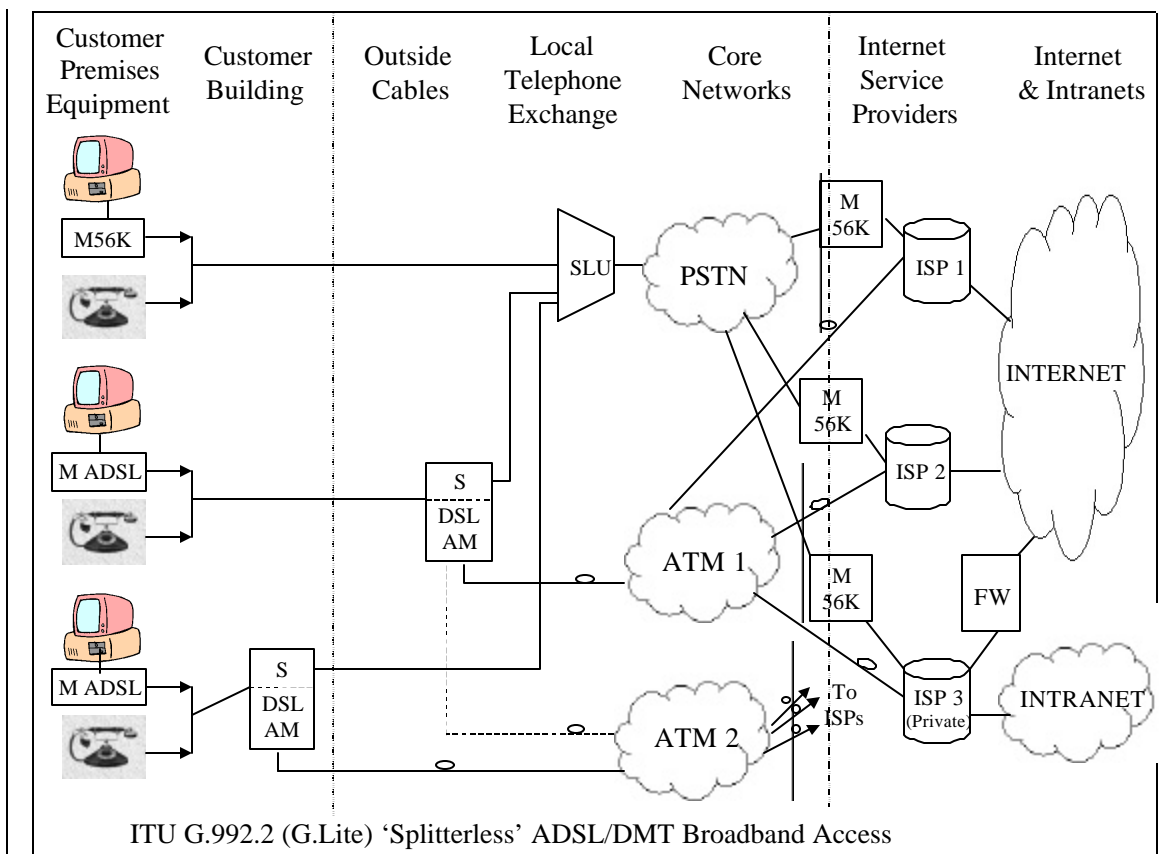 Customer
Premises
Equipment
Customer
Building
Outside
Cables
Local
Telephone
Exchange
Core
Networks
Internet
Service
Providers
Internet
& Intranets
M56K
SLU
PSTN
M
56K
ISP 1
INTERNET
M
56K
ISP 2
M ADSL
S
DSL
AM
ATM 1
M
56K
FW
M ADSL
S
DSL
AM
ATM 2
To
ISPs
ISP 3
(Private)
INTRANET
ITU G.992.2 (G.Lite) ‘Splitterless’ ADSL/DMT Broadband Access